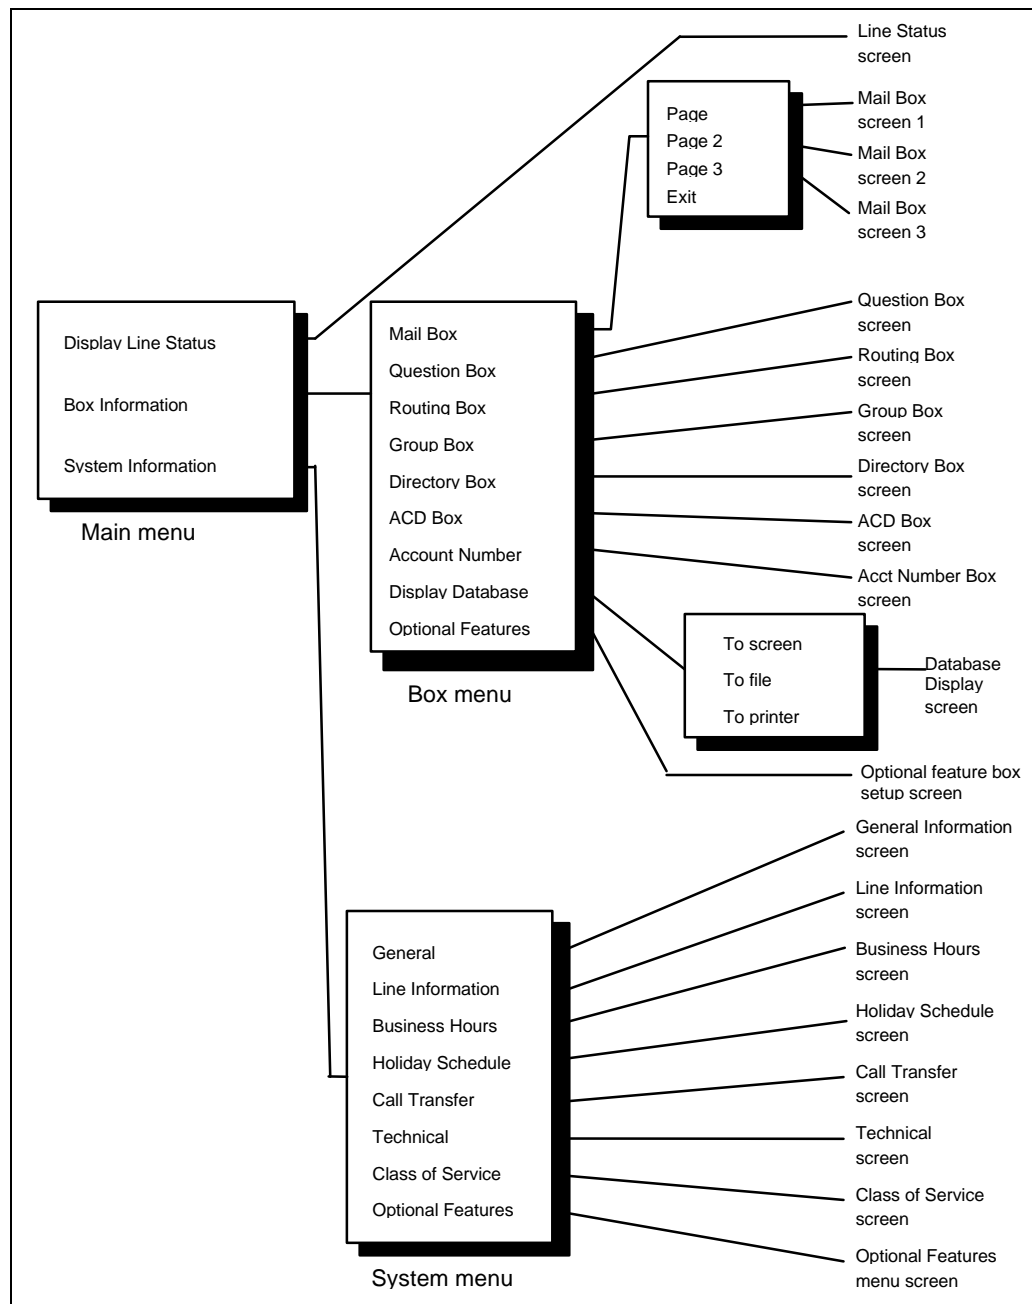 Line Status
screen
Page
Page 2
Page 3
Exit
Mail Box
screen 1
Mail Box
screen 2
Mail Box
screen 3
Display Line Status
Box Information
System Information
Main menu
Mail Box
Question Box
Routing Box
Group Box
Directory Box
ACD Box
Account Number
Display Database
Optional Features
Box menu
Question Box
screen
Routing Box
screen
Group Box
screen
Directory Box
screen
ACD Box
screen
Acct Number Box
screen
To screen
To file
To printer
Database
Display
screen
Optional feature box
setup screen
General
Line Information
Business Hours
Holiday Schedule
Call Transfer
Technical
Class of Service
Optional Features
System menu
General Information
screen
Line Information
screen
Business Hours
screen
Holiday Schedule
screen
Call Transfer
screen
Technical
screen
Class of Service
screen
Optional Features
menu screen